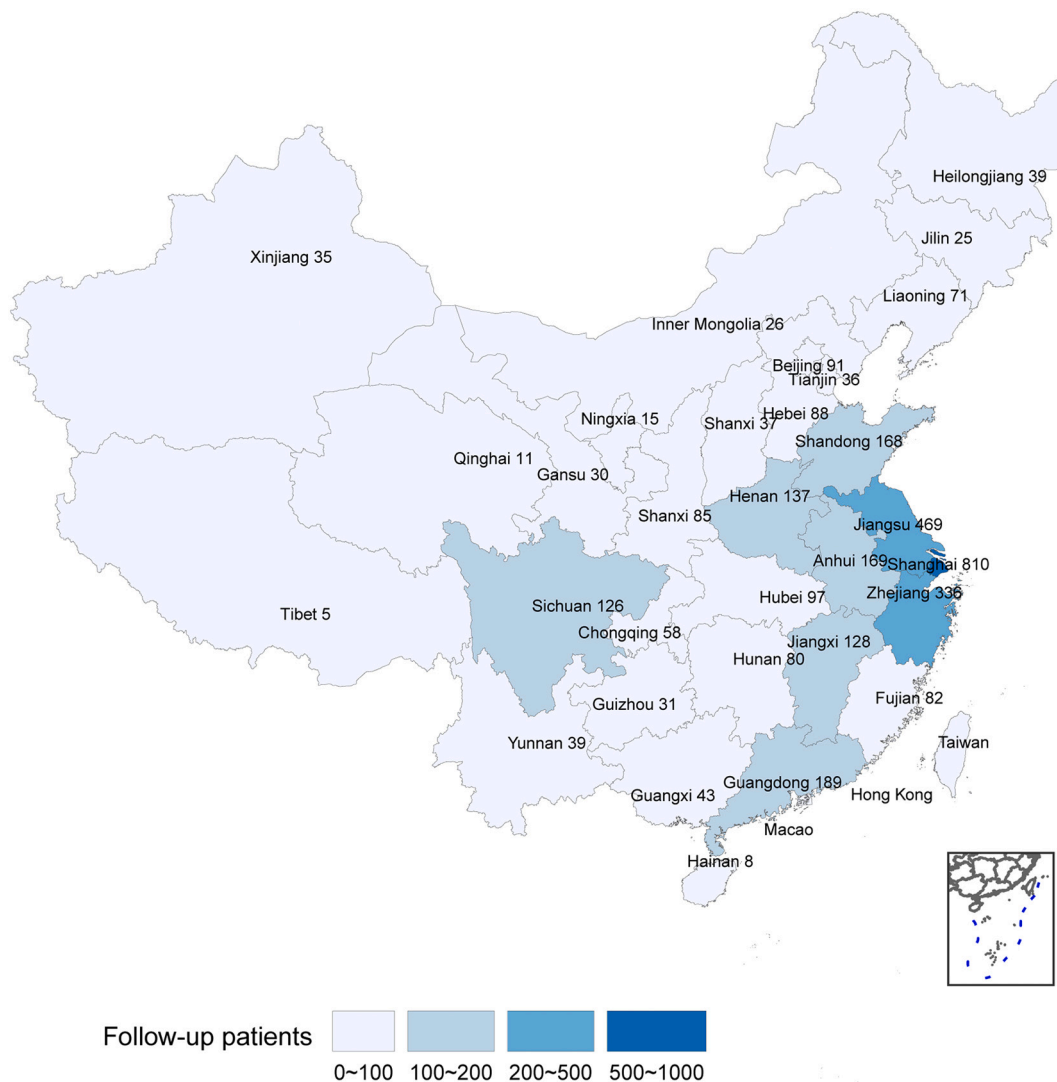 Heilongjiang 39
Jilin 25
Xinjiang 35
Liaoning 71
Inner Mongolia 26
Beijing 91
Tianjin 36
Hebei 88
Ningxia 15
Shanxi 37
Shandong 168
Qinghai 11
Gansu 30
Henan 137
Shanxi 85
Jiangsu 469
Anhui 169
Shanghai 810
Zhejiang 336
Hubei 97
Sichuan 126
Tibet 5
Chongqing 58
Jiangxi 128
Hunan 80
Fujian 82
Guizhou 31
Yunnan 39
Taiwan
Guangdong 189
Guangxi 43
Hong Kong
Macao
Hainan 8
Follow-up patients
0~100 100~200 200~500 500~1000